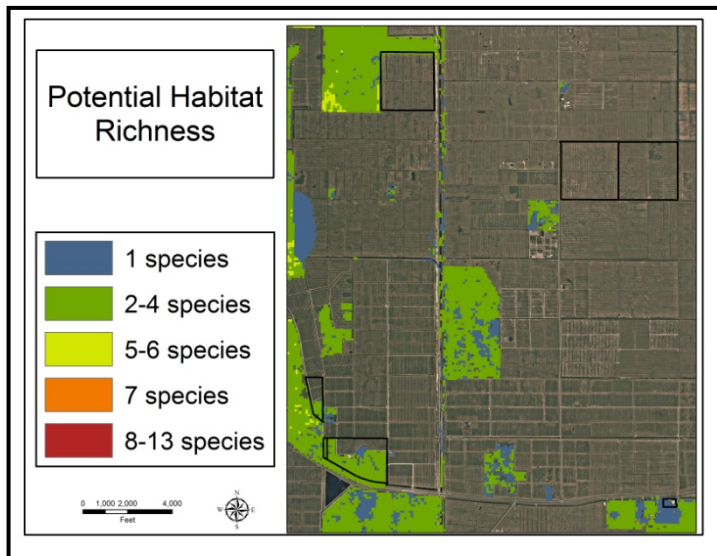 Potential Habitat
Richness
1 species
2-4 species
5-6 species
7 species
8-13 species
0 1,000 2,000 4,000
Feet
N
W E
S